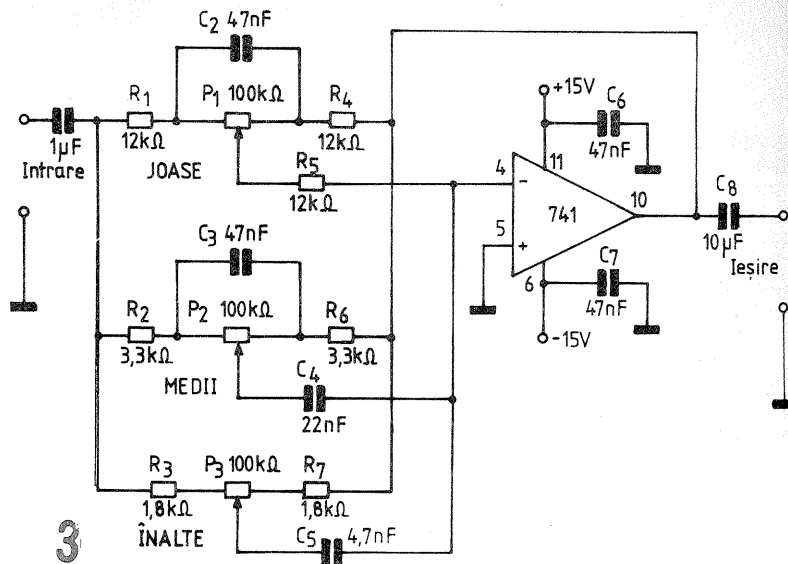 C2 47nF
R1
P1 100kΩ
R4
1µF
12kΩ
12kΩ
Intrare
JOASE
R5
12kΩ
+15V
C6
47nF
11
4
-
741
10
C8
5
+
10µF
6
C7
Ieșire
47nF
-15V
C3 47nF
R2
P2
100kΩ
R6
3,3kΩ
3,3kΩ
MEDII
C4
22nF
R3
P3 100kΩ
R7
1,8kΩ
1,8kΩ
3
ÎNALTE
C5
4,7nF